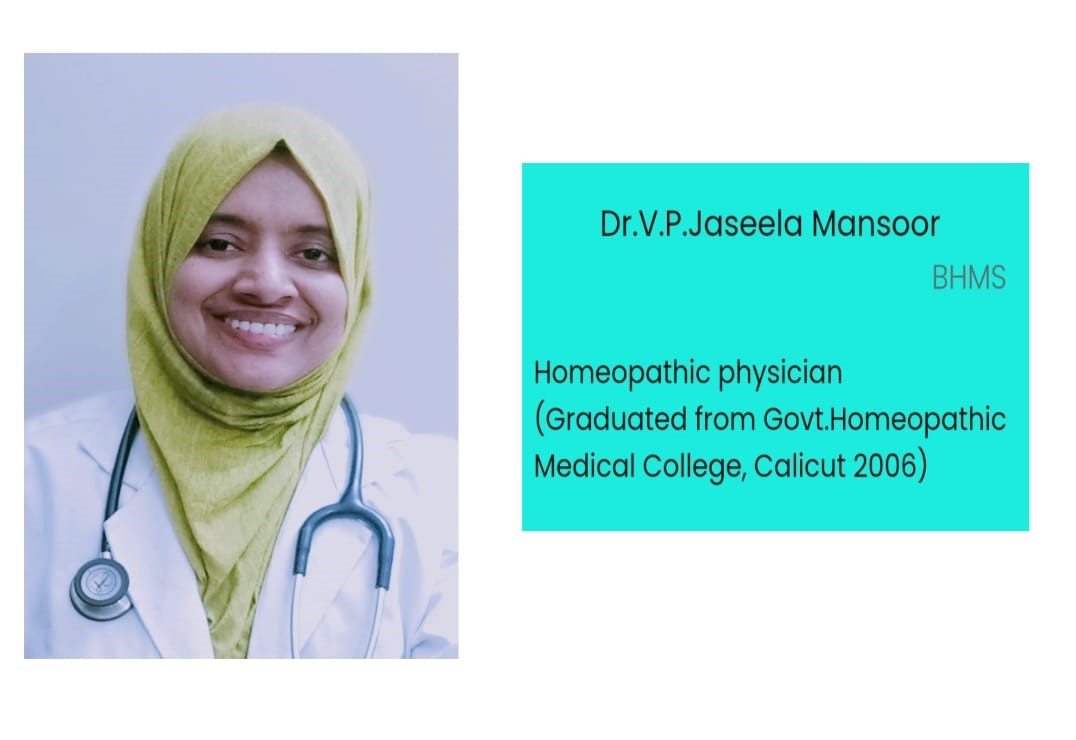 Dr.V.P.Jaseela Mansoor
BHMS
Homeopathic physician
(Graduated from Govt.Homeopathic
Medical College, Calicut 2006)